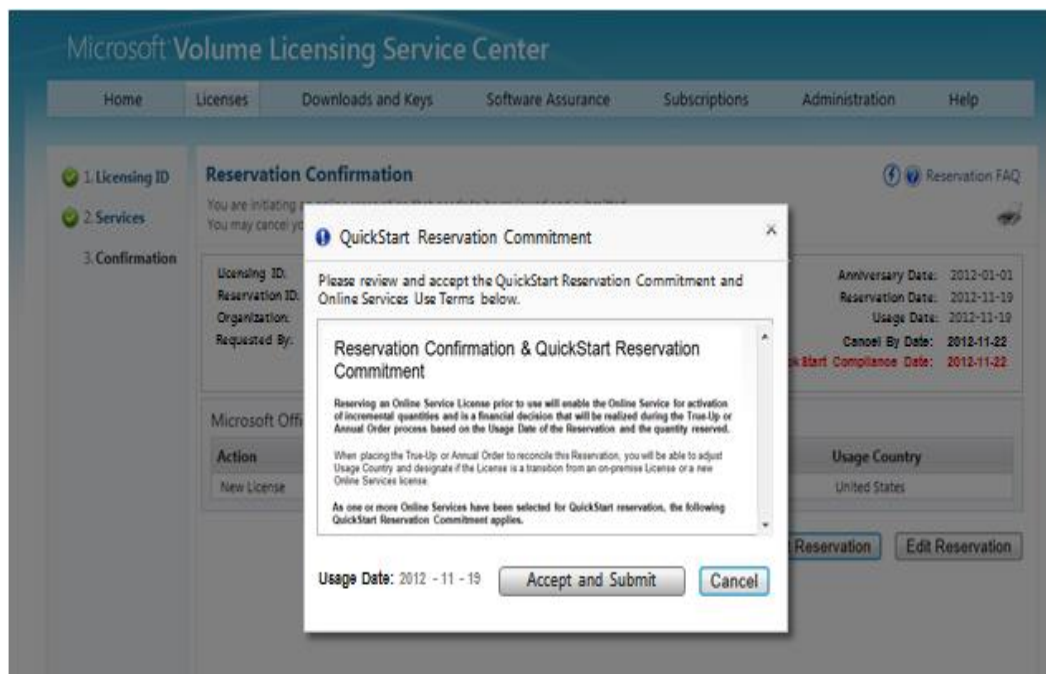 Microsoft Volume Licensing Service Center
Home Licenses Downloads and Keys Software Assurance Subscriptions Administration Help
1. Licensing ID
2. Services
3. Confirmation
Reservation Confirmation
Reservation FAQ
You are initiating
You may cancel
Licensing ID:
Reservation ID:
Organization:
Requested By:
Anniversary Date: 2012-01-01
Reservation Date: 2012-11-19
Usage Date: 2012-11-19
Cancel By Date: 2012-11-22
Start Compliance Date: 2012-11-22
Microsoft
Action
Usage Country
New License
United States
Reservation
Edit Reservation
QuickStart Reservation Commitment
Please review and accept the QuickStart Reservation Commitment and
Online Services Use Terms below.
Reservation Confirmation & QuickStart Reservation
Commitment
Reserving an Online Service License prior to use will enable the Online Service for activation
of incremental quantities and is a financial decision that will be realized during the True-Up or
Annual Order process based on the Usage Date of the Reservation and the quantity reserved.
When placing the True-Up or Annual Order to reconcile this Reservation, you will be able to adjust
Usage Country and designate if the License is a transition from an on-premise License or a new
Online Services license.
As one or more Online Services have been selected for QuickStart reservation, the following
QuickStart Reservation Commitment applies.
Usage Date: 2012 - 11 - 19
Accept and Submit
Cancel